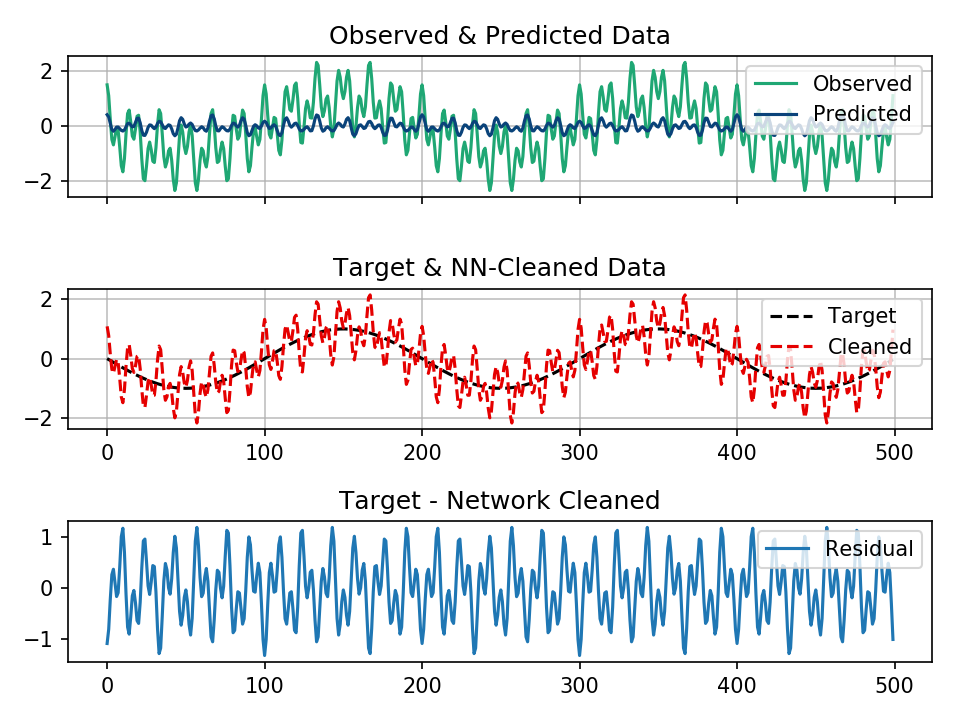 Observed & Predicted Data
2
0
−2
Observed
Predicted
Target & NN-Cleaned Data
2
0
−2
Target
Cleaned
0 100 200 300 400 500
Target - Network Cleaned
1
0
−1
Residual
0 100 200 300 400 500